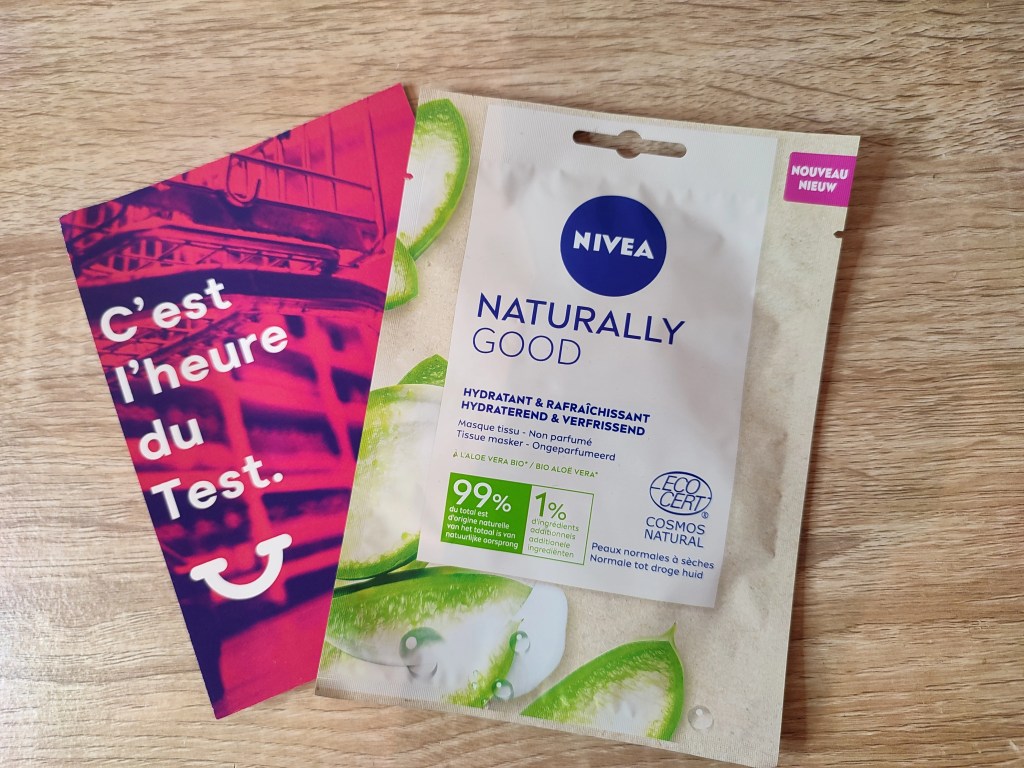 C'est
l'heure
du
Test.
NOUVEAU
NIEUW
NIVEA
NATURALLY
GOOD
HYDRATANT & RAFRAÎCHISSANT
HYDRATEREND & VERFRISSEND
Masque tissu - Non parfumé
Tissue masker - Ongeparfumeerd
À L'ALOE VERA BIO* / BIO ALOË VERA*
99%
du total est
d'origine naturelle
van het totaal is van
natuurlijke oorsprong
1%
d'ingrédients
additionnels
additionele
ingrediënten
ECO
CERT
®
COSMOS
NATURAL
Peaux normales à sèches
Normale tot droge huid